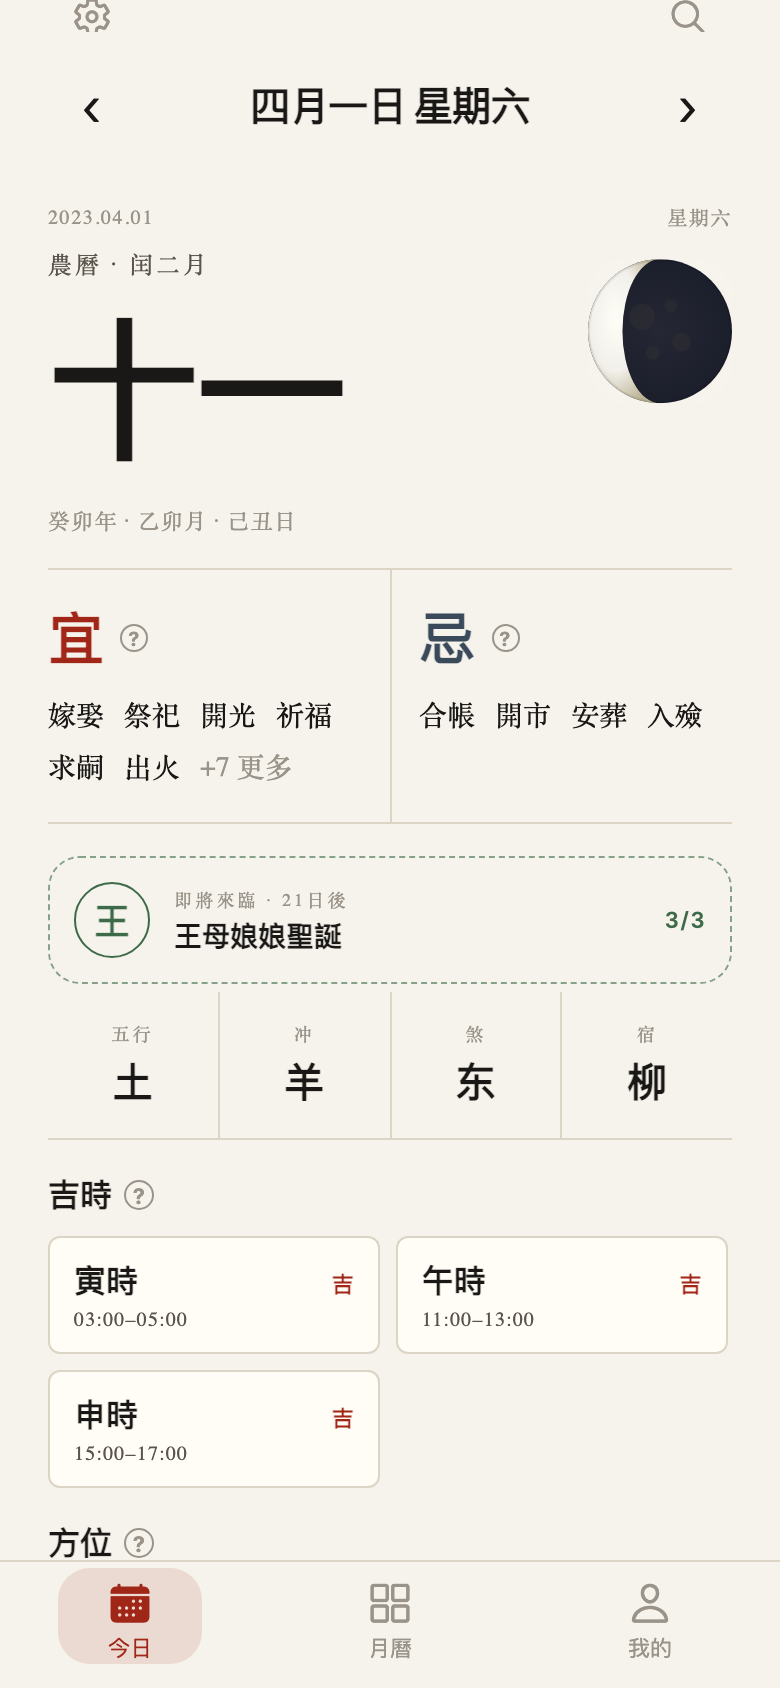 四月一日 星期六
2023.04.01
星期六
農曆 · 闰二月
十一
癸卯年 · 乙卯月 · 己丑日
宜 ?
嫁娶 祭祀 開光 祈福
求嗣 出火 +7 更多
忌 ?
合帳 開市 安葬 入殮
王
即將來臨 · 21日後
王母娘娘聖誕
3/3
五行
土
冲
羊
煞
东
宿
柳
吉時 ?
寅時
03:00–05:00
吉
午時
11:00–13:00
吉
申時
15:00–17:00
吉
方位 ?
今日
月曆
我的